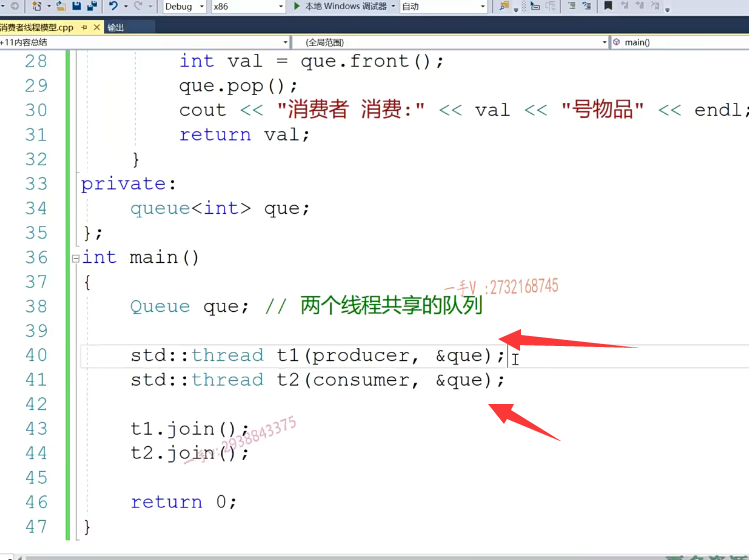 Debug x86 本地 Windows 调试器 自动
消费者线程模型.cpp 输出
+11内容总结 (全局范围) main()
28 int val = que.front();
29 que.pop();
30 cout << "消费者 消费:" << val << "号物品" << endl;
31 return val;
32 }
33 private:
34 queue<int> que;
35 };
36 int main()
37 {
一手V :2732168745
38 Queue que; // 两个线程共享的队列
39
40 std::thread t1(producer, &que);
41 std::thread t2(consumer, &que);
42
43 t1.join();
2938843375
44 t2.join();
45
46 return 0;
47 }